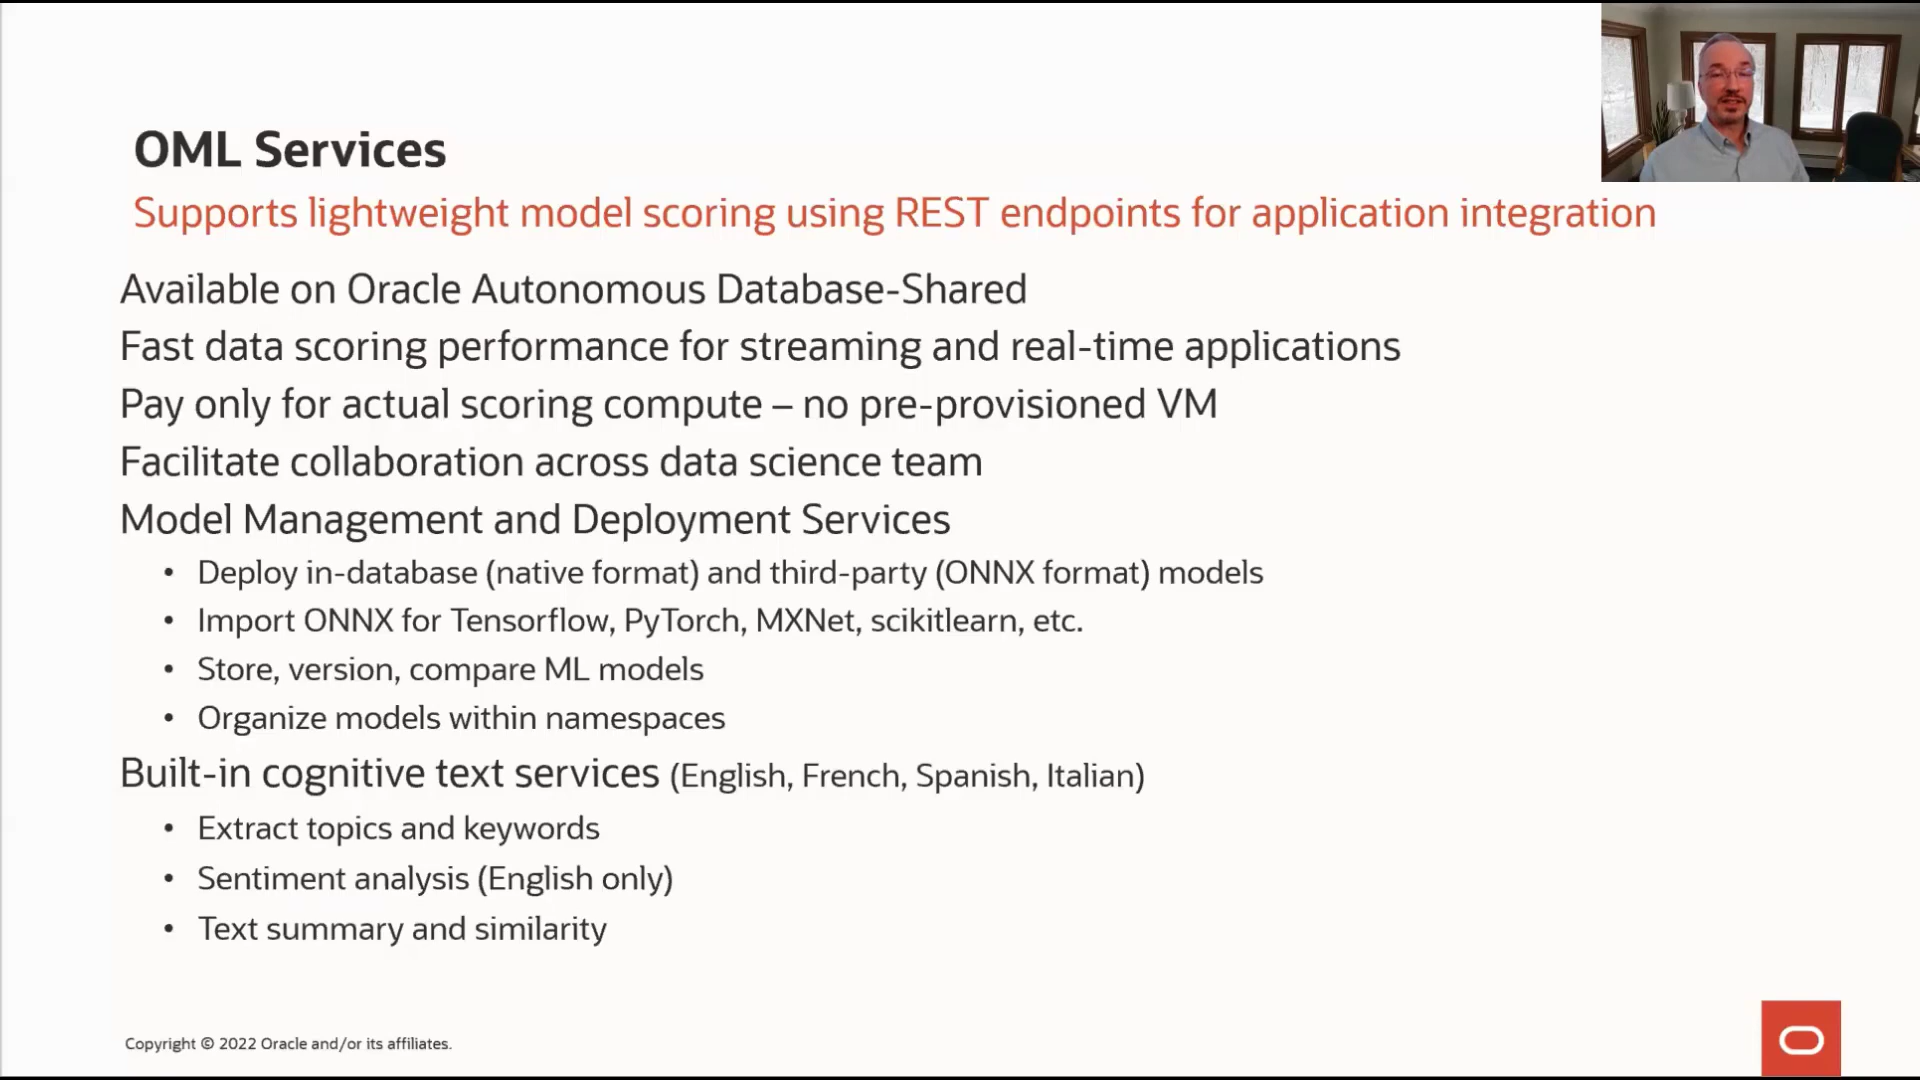 OML Services
Supports lightweight model scoring using REST endpoints for application integration
Available on Oracle Autonomous Database-Shared
Fast data scoring performance for streaming and real-time applications
Pay only for actual scoring compute – no pre-provisioned VM
Facilitate collaboration across data science team
Model Management and Deployment Services
• Deploy in-database (native format) and third-party (ONNX format) models
• Import ONNX for Tensorflow, PyTorch, MXNet, scikitlearn, etc.
• Store, version, compare ML models
• Organize models within namespaces
Built-in cognitive text services (English, French, Spanish, Italian)
• Extract topics and keywords
• Sentiment analysis (English only)
• Text summary and similarity
Copyright © 2022 Oracle and/or its affiliates.